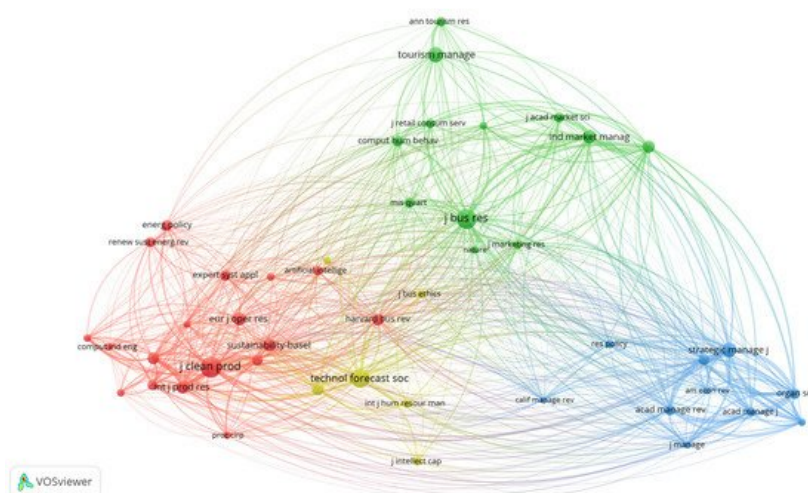 ann tourism res
tourism manage
j retail consum serv
j acad market sci
comput hum behav
ind market manag
mis quart
j bus res
j marketing res
nature
energ policy
renew sust energ rev
expert syst appl
artificial intellige
j bus ethics
eur j oper res
harvard bus rev
comput ind eng
sustainability-basel
res policy
strategic manage j
j clean prod
technol forecast soc
int j prod res
int j hum resour man
calif manage rev
am econ rev
organ sc
acad manage rev
acad manage j
proc cirp
j manage
j intellect cap
VOSviewer